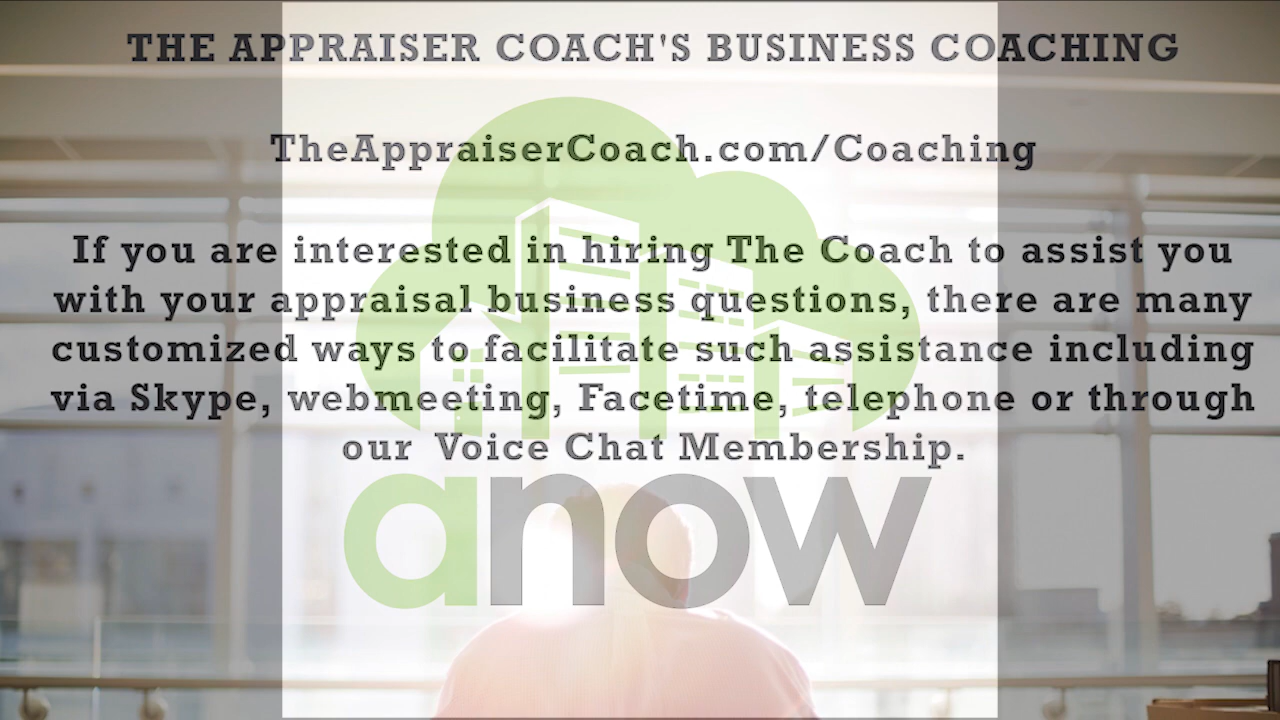 THE APPRAISER COACH'S BUSINESS COACHING
TheAppraiserCoach.com/Coaching
If you are interested in hiring The Coach to assist you
with your appraisal business questions, there are many
customized ways to facilitate such assistance including
via Skype, webmeeting, Facetime, telephone or through
our  Voice Chat Membership.
anow